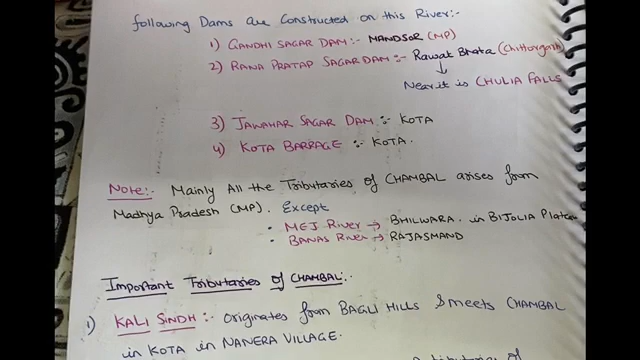 following Dams are Constructed on this River:-
1) GANDHI SAGAR DAM:- MANDSOR (MP)
2) RANA PRATAP SAGAR DAM:- Rawat Bhata (Chittorgarh)
↓
Near it is CHULIA FALLS
3) JAWAHAR SAGAR DAM :- KOTA
4) KOTA BARRAGE :- KOTA.
Note:- Mainly All the Tributaries of CHAMBAL arises from
Madhya Pradesh (MP). Except
• MEJ River → BHILWARA. in BIJOLIA Plateau
• BANAS River → RAJASMAND
Important Tributaries of CHAMBAL:-
1) KALI SINDH:- Originates from BAGLI HILLS & meets CHAMBAL
in KOTA in NANERA VILLAGE.
tributaries of